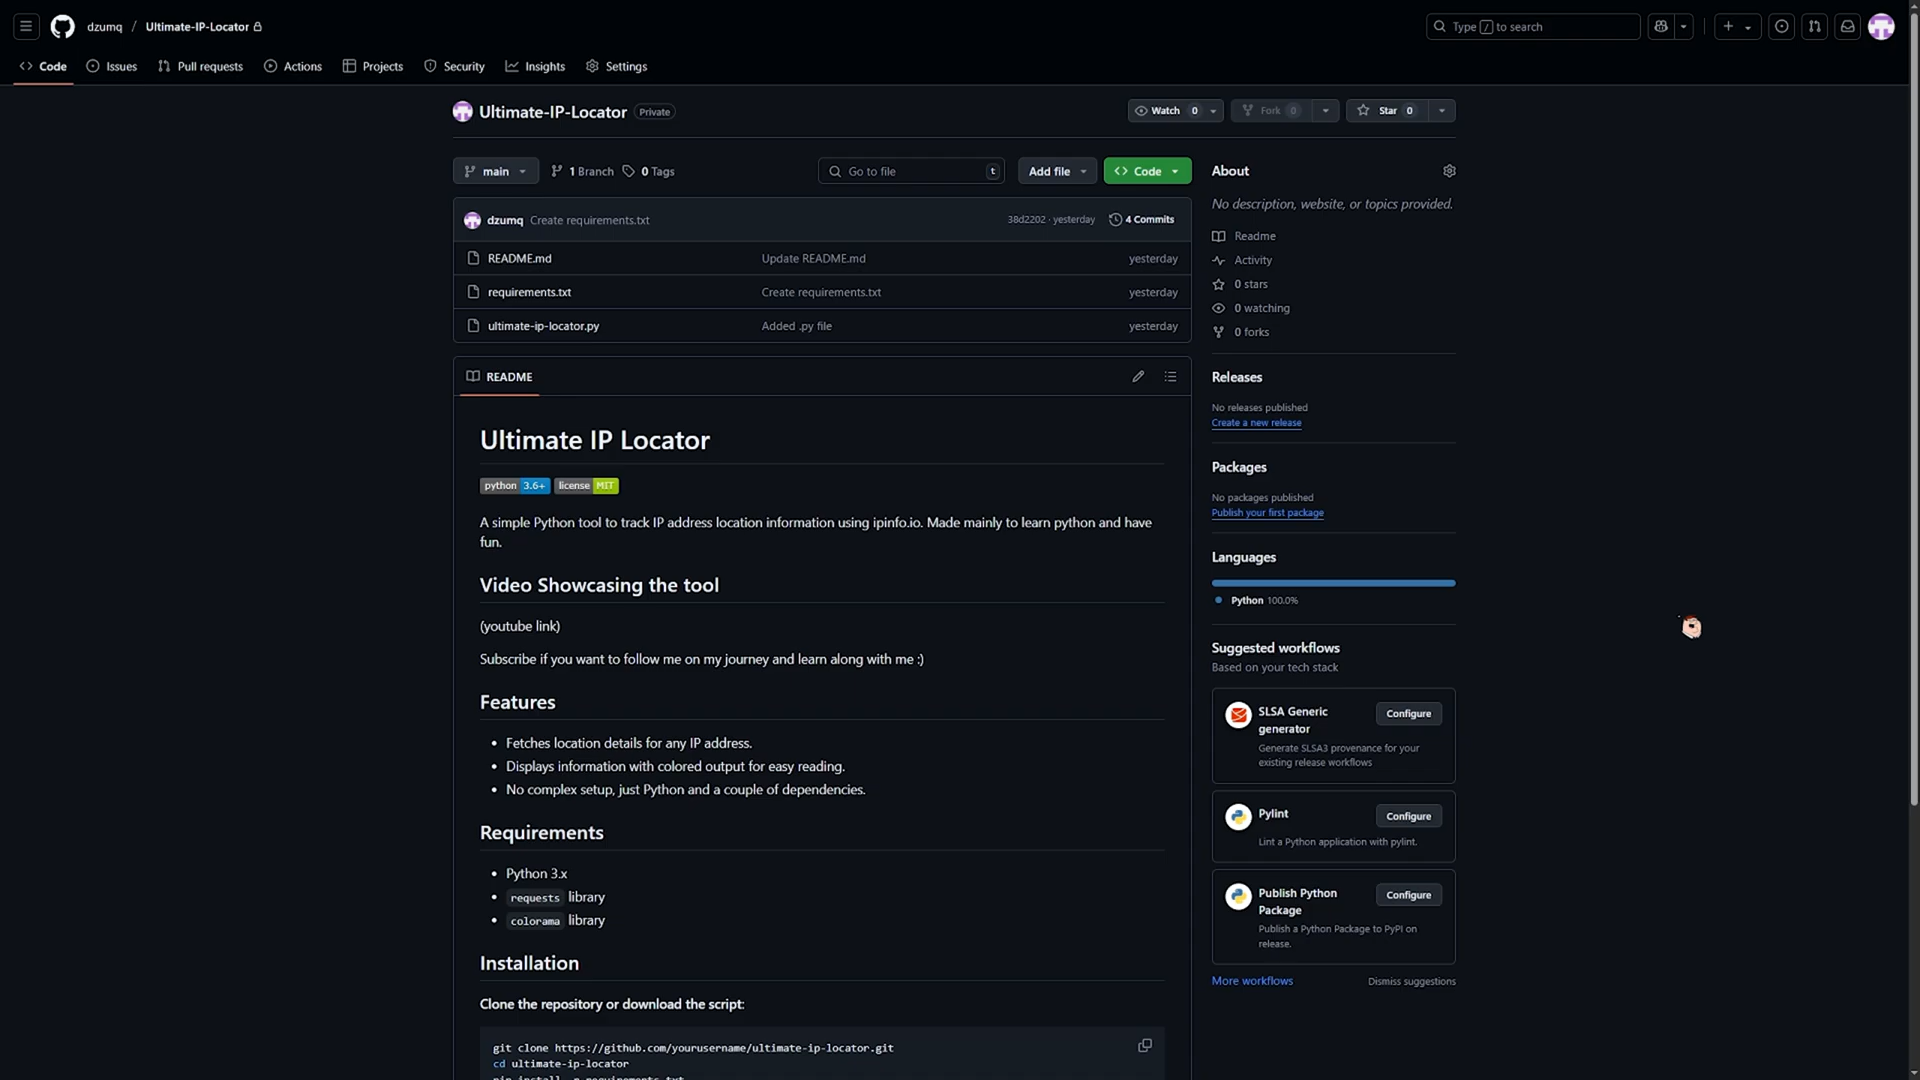 dzumq / Ultimate-IP-Locator
Type / to search
Code Issues Pull requests Actions Projects Security Insights Settings
Ultimate-IP-Locator Private
Watch 0 Fork 0 Star 0
main 1 Branch 0 Tags Go to file t Add file Code
dzumq Create requirements.txt 38d2202 · yesterday 4 Commits
README.md Update README.md yesterday
requirements.txt Create requirements.txt yesterday
ultimate-ip-locator.py Added .py file yesterday
README
Ultimate IP Locator
python 3.6+ license MIT
A simple Python tool to track IP address location information using ipinfo.io. Made mainly to learn python and have
fun.
Video Showcasing the tool
(youtube link)
Subscribe if you want to follow me on my journey and learn along with me :)
Features
Fetches location details for any IP address.
Displays information with colored output for easy reading.
No complex setup, just Python and a couple of dependencies.
Requirements
Python 3.x
requests library
colorama library
Installation
Clone the repository or download the script:
git clone https://github.com/yourusername/ultimate-ip-locator.git
cd ultimate-ip-locator
pip install -r requirements.txt
About
No description, website, or topics provided.
Readme
Activity
0 stars
0 watching
0 forks
Releases
No releases published
Create a new release
Packages
No packages published
Publish your first package
Languages
Python 100.0%
Suggested workflows
Based on your tech stack
SLSA Generic
generator
Configure
Generate SLSA3 provenance for your
existing release workflows
Pylint
Configure
Lint a Python application with pylint.
Publish Python
Package
Configure
Publish a Python Package to PyPI on
release.
More workflows Dismiss suggestions